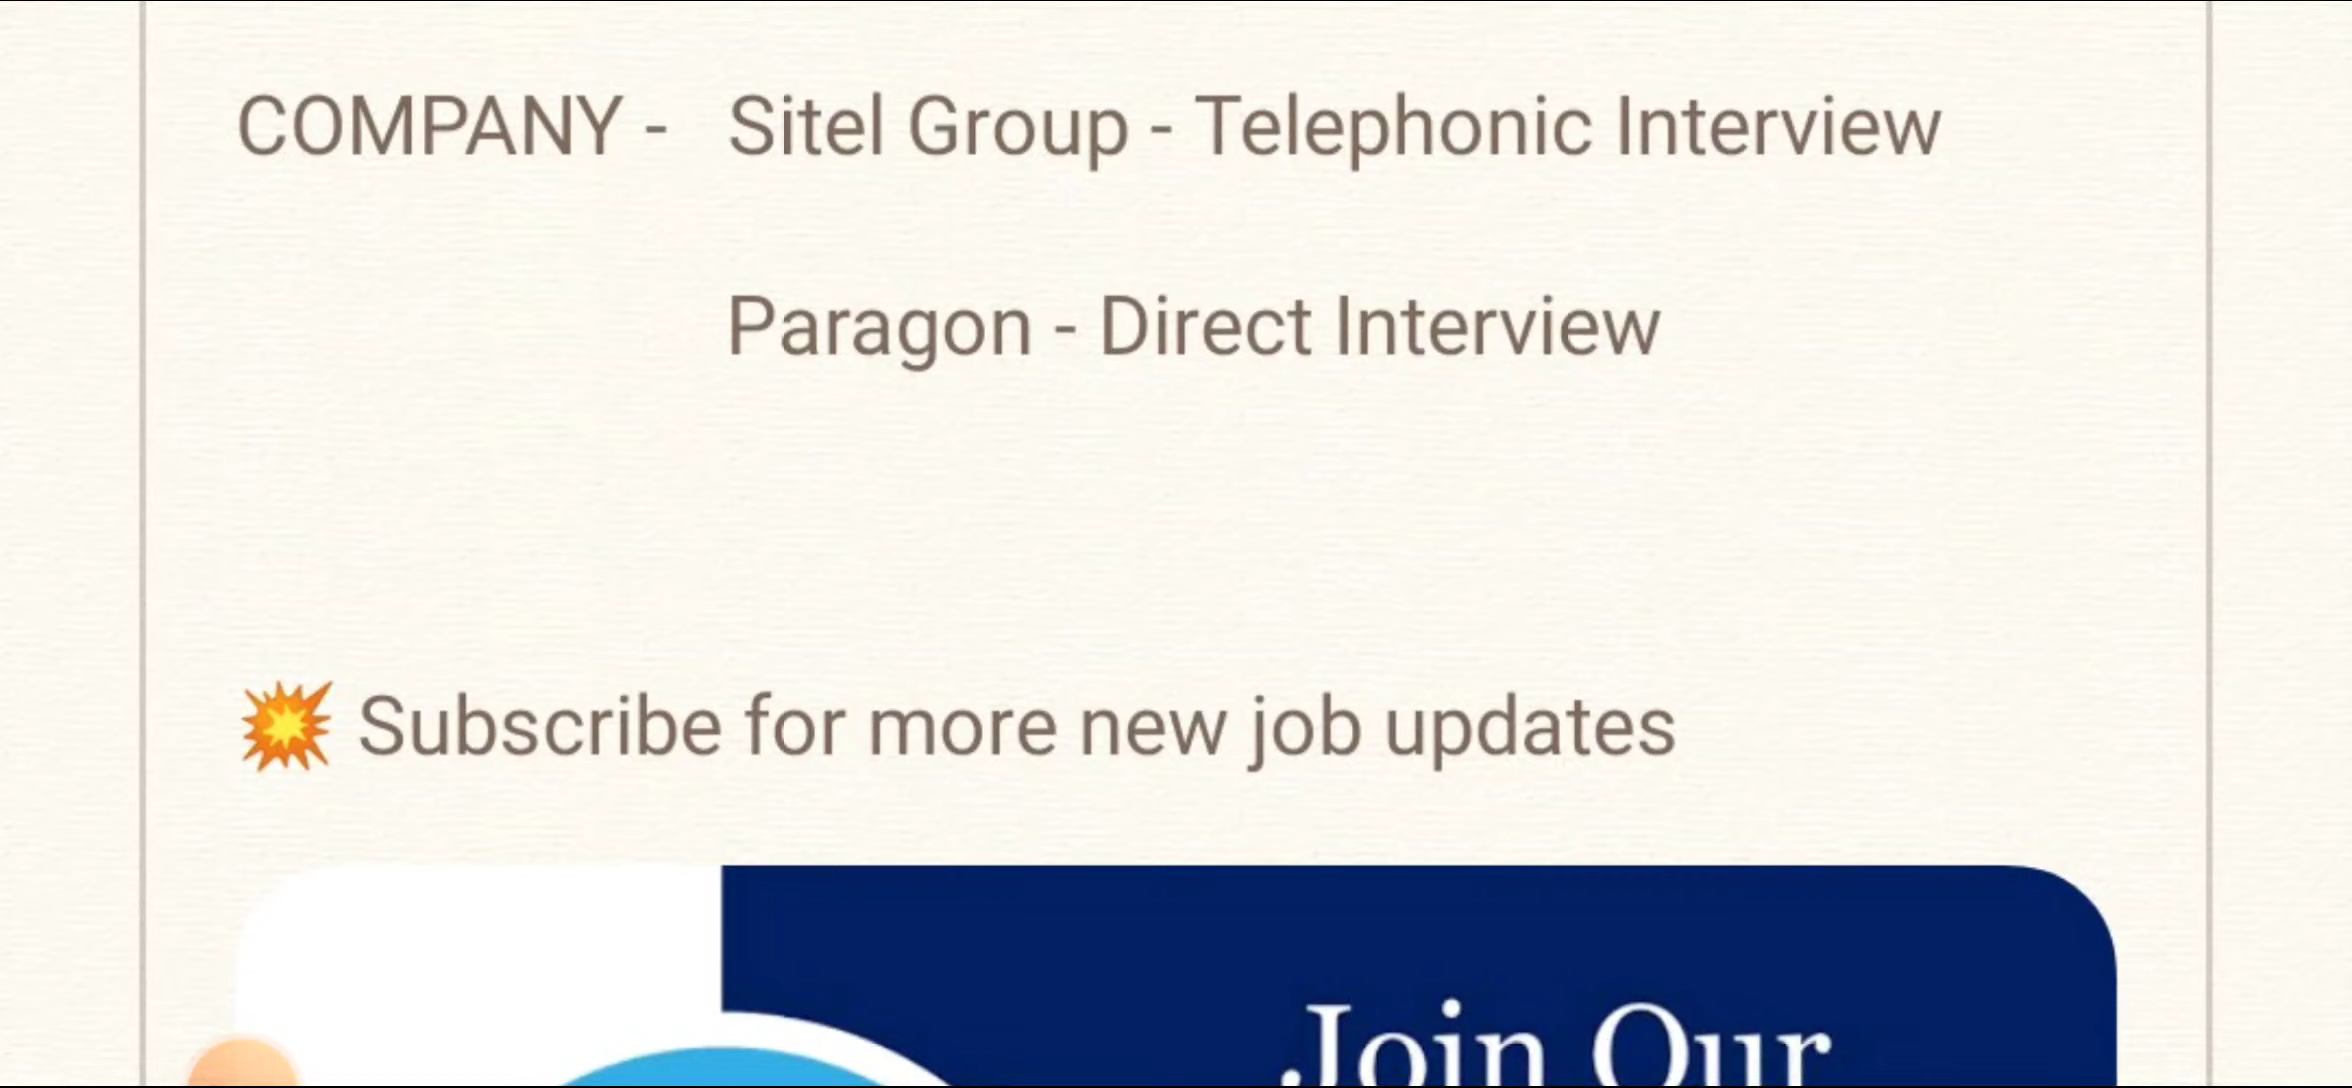 COMPANY - Sitel Group - Telephonic Interview
Paragon - Direct Interview
💥 Subscribe for more new job updates
Join Our